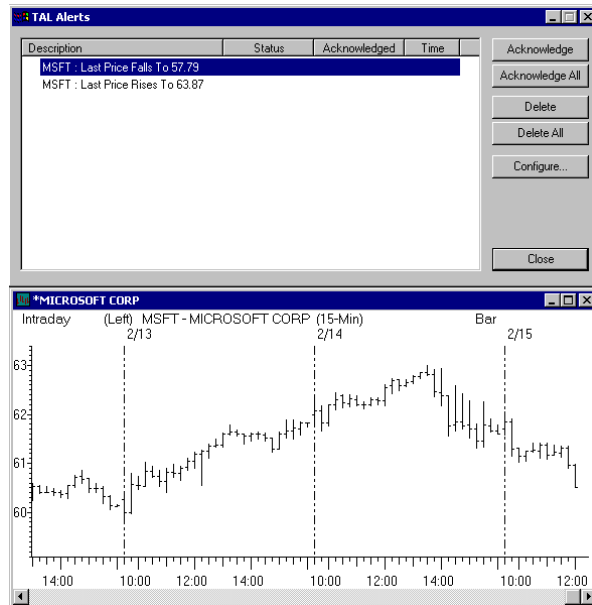 TAL Alerts
Description Status Acknowledged Time
MSFT : Last Price Falls To 57.79
MSFT : Last Price Rises To 63.87
Acknowledge
Acknowledge All
Delete
Delete All
Configure...
Close
*MICROSOFT CORP
Intraday (Left) MSFT - MICROSOFT CORP (15-Min) Bar
2/13 2/14 2/15
63
62
61
60
14:00 10:00 12:00 14:00 10:00 12:00 14:00 10:00 12:00